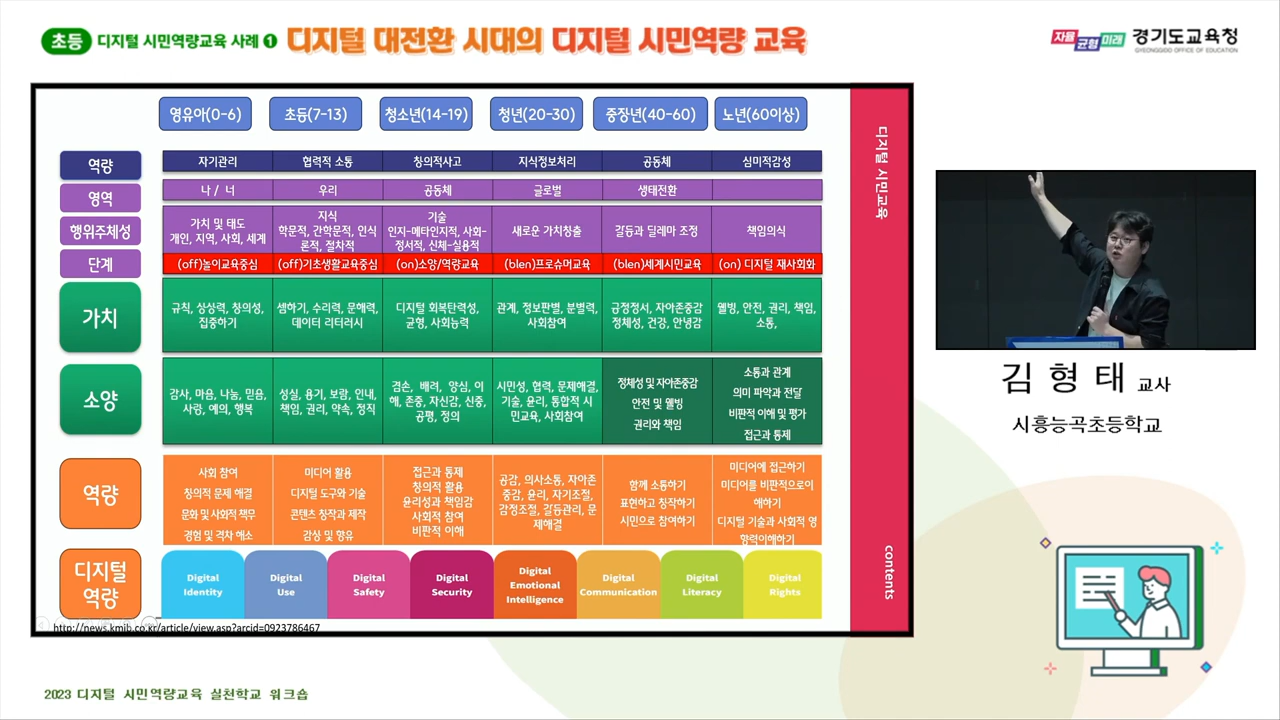 초등 디지털 시민역량교육 사례 ❶ 디지털 대전환 시대의 디지털 시민역량 교육
자율 균형 미래 경기도교육청
GYEONGGIDO OFFICE OF EDUCATION
영유아(0-6) 초등(7-13) 청소년(14-19) 청년(20-30) 중장년(40-60) 노년(60이상)
역량 자기관리 협력적 소통 창의적사고 지식정보처리 공동체 심미적감성
영역 나 / 너 우리 공동체 글로벌 생태전환
행위주체성
가치 및 태도
개인, 지역, 사회, 세계
지식
학문적, 간학문적, 인식
론적, 절차적
기술
인지-메타인지적, 사회-
정서적, 신체-실용적
새로운 가치창출
갈등과 딜레마 조정
책임의식
단계 (off)놀이교육중심 (off)기초생활교육중심 (on)소양/역량교육 (blen)프로슈머교육 (blen)세계시민교육 (on) 디지털 재사회화
가치
규칙, 상상력, 창의성,
집중하기
셈하기, 수리력, 문해력,
데이터 리터러시
디지털 회복탄력성,
균형, 사회능력
관계, 정보판별, 분별력,
사회참여
긍정정서, 자아존중감
정체성, 건강, 안녕감
웰빙, 안전, 권리, 책임,
소통,
소양
감사, 마음, 나눔, 믿음,
사랑, 예의, 행복
성실, 용기, 보람, 인내,
책임, 권리, 약속, 정직
겸손, 배려, 양심, 이
해, 존중, 자신감, 신중,
공평, 정의
시민성, 협력, 문제해결,
기술, 윤리, 통합적 시
민교육, 사회참여
정체성 및 자아존중감
안전 및 웰빙
권리와 책임
소통과 관계
의미 파악과 전달
비판적 이해 및 평가
접근과 통제
역량
사회 참여
창의적 문제 해결
문화 및 사회적 책무
경험 및 격차 해소
미디어 활용
디지털 도구와 기술
콘텐츠 창작과 제작
감상 및 향유
접근과 통제
창의적 활용
윤리성과 책임감
사회적 참여
비판적 이해
공감, 의사소통, 자아존
중감, 윤리, 자기조절,
감정조절, 갈등관리, 문
제해결
함께 소통하기
표현하고 창작하기
시민으로 참여하기
미디어에 접근하기
미디어를 비판적으로이
해하기
디지털 기술과 사회적 영
향력이해하기
디지털
역량
Digital
Identity
Digital
Use
Digital
Safety
Digital
Security
Digital
Emotional
Intelligence
Digital
Communication
Digital
Literacy
Digital
Rights
http://news.kmib.co.kr/article/view.asp?arcid=0923786467
디지털 시민교육
contents
김 형 태 교사
시흥능곡초등학교
2023 디지털 시민역량교육 실천학교 워크숍